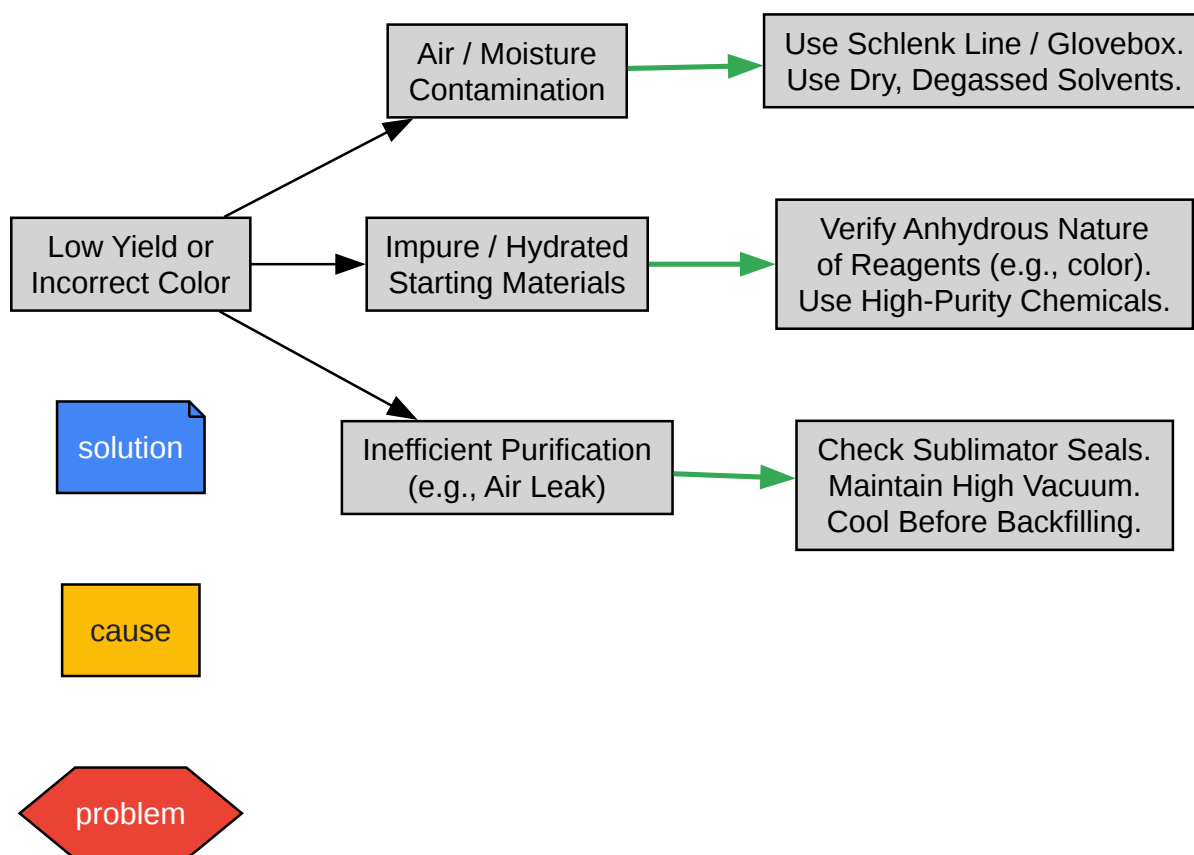 Air / Moisture
Contamination
Use Schlenk Line / Glovebox.
Use Dry, Degassed Solvents.
Low Yield or
Incorrect Color
Impure / Hydrated
Starting Materials
Verify Anhydrous Nature
of Reagents (e.g., color).
Use High-Purity Chemicals.
Inefficient Purification
(e.g., Air Leak)
Check Sublimator Seals.
Maintain High Vacuum.
Cool Before Backfilling.
solution
cause
problem